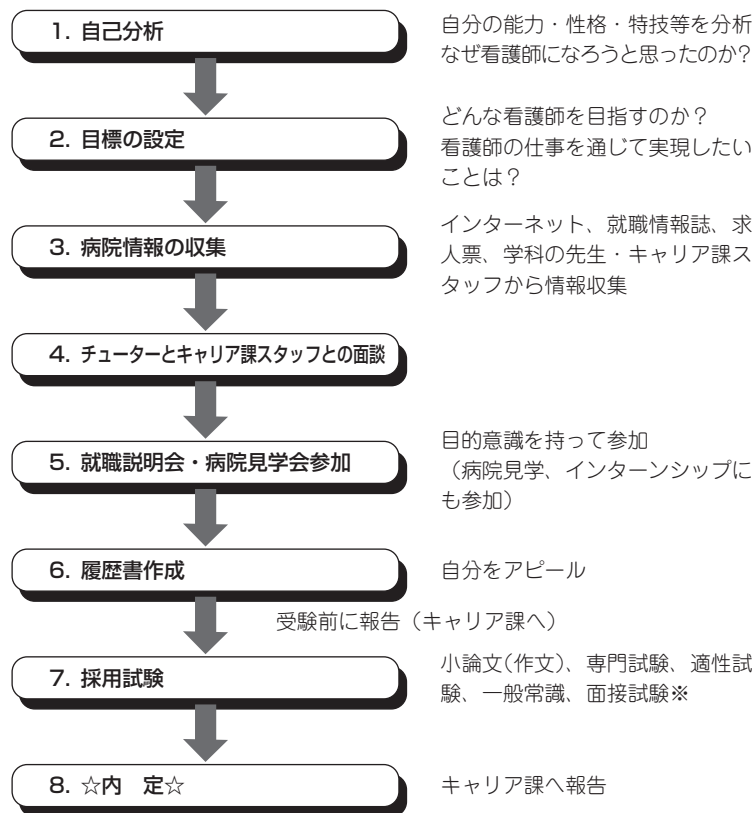 1. 自己分析
自分の能力・性格・特技等を分析
なぜ看護師になろうと思ったのか?
2. 目標の設定
どんな看護師を目指すのか？
看護師の仕事を通じて実現したい
ことは？
3. 病院情報の収集
インターネット、就職情報誌、求
人票、学科の先生・キャリア課ス
タッフから情報収集
4. チューターとキャリア課スタッフとの面談
5. 就職説明会・病院見学会参加
目的意識を持って参加
（病院見学、インターンシップに
も参加）
6. 履歴書作成
自分をアピール
受験前に報告（キャリア課へ）
7. 採用試験
小論文(作文)、専門試験、適性試
験、一般常識、面接試験※
8. ☆内　定☆
キャリア課へ報告